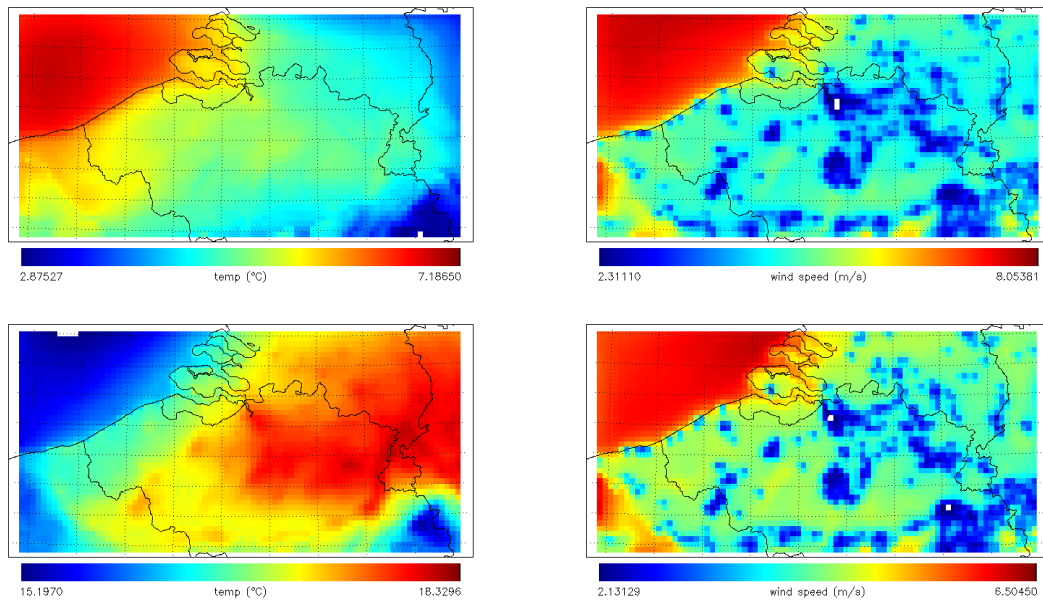 2.87527 temp (°C) 7.18650
2.31110 wind speed (m/s) 8.05381
15.1970 temp (°C) 18.3296
2.13129 wind speed (m/s) 6.50450